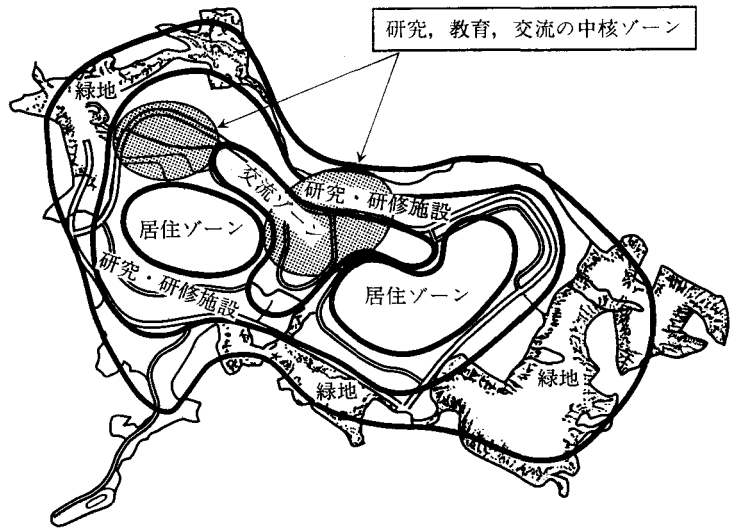 研究，教育，交流の中核ゾーン
緑地
交流ゾーン
研究・研修施設
居住ゾーン
研究・研修施設
居住ゾーン
緑地
緑地